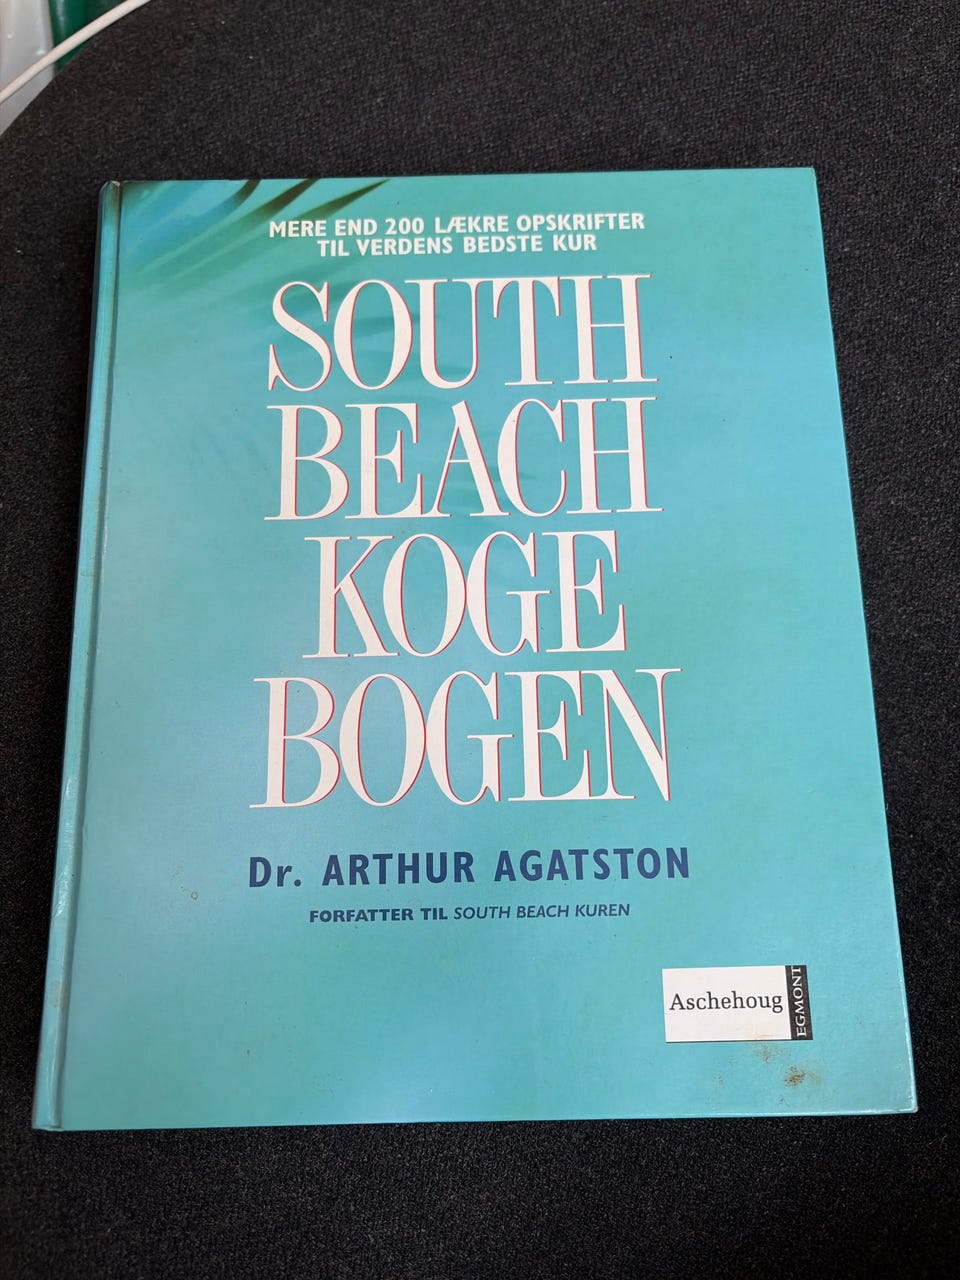 MERE END 200 LÆKRE OPSKRIFTER
TIL VERDENS BEDSTE KUR
SOUTH
BEACH
KOGE
BOGEN
Dr. ARTHUR AGATSTON
FORFATTER TIL SOUTH BEACH KUREN
Aschehoug
EGMONT